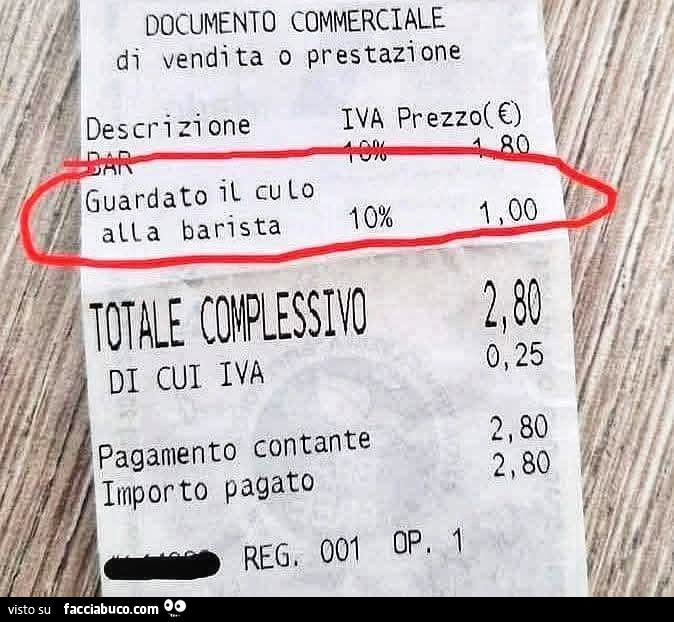 DOCUMENTO COMMERCIALE
di vendita o prestazione
Descrizione IVA Prezzo(€)
BAR 10% 1,80
Guardato il culo
alla barista 10% 1,00
TOTALE COMPLESSIVO 2,80
DI CUI IVA 0,25
Pagamento contante 2,80
Importo pagato 2,80
REG. 001 OP. 1
visto su facciabuco.com